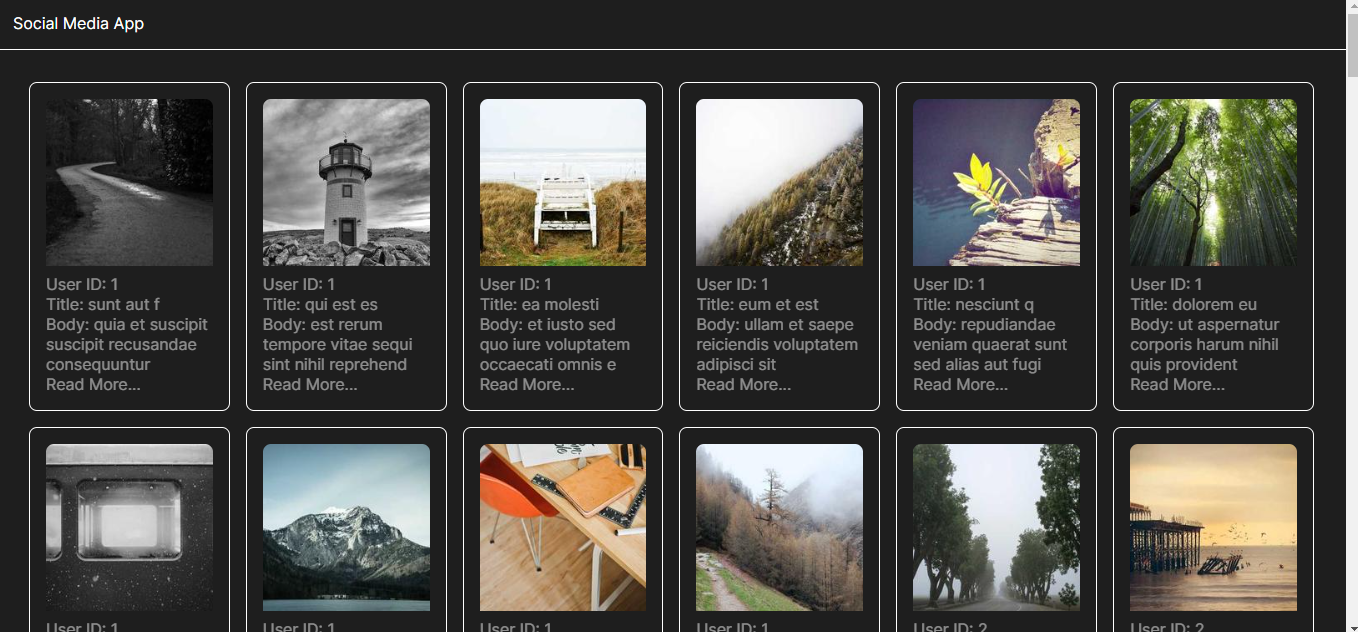 Social Media App
User ID: 1
Title: sunt aut f
Body: quia et suscipit
suscipit recusandae
consequuntur
Read More...
User ID: 1
Title: qui est es
Body: est rerum
tempore vitae sequi
sint nihil reprehend
Read More...
User ID: 1
Title: ea molesti
Body: et iusto sed
quo iure voluptatem
occaecati omnis e
Read More...
User ID: 1
Title: eum et est
Body: ullam et saepe
reiciendis voluptatem
adipisci sit
Read More...
User ID: 1
Title: nesciunt q
Body: repudiandae
veniam quaerat sunt
sed alias aut fugi
Read More...
User ID: 1
Title: dolorem eu
Body: ut aspernatur
corporis harum nihil
quis provident
Read More...
User ID: 1
User ID: 1
User ID: 1
User ID: 1
User ID: 2
User ID: 2